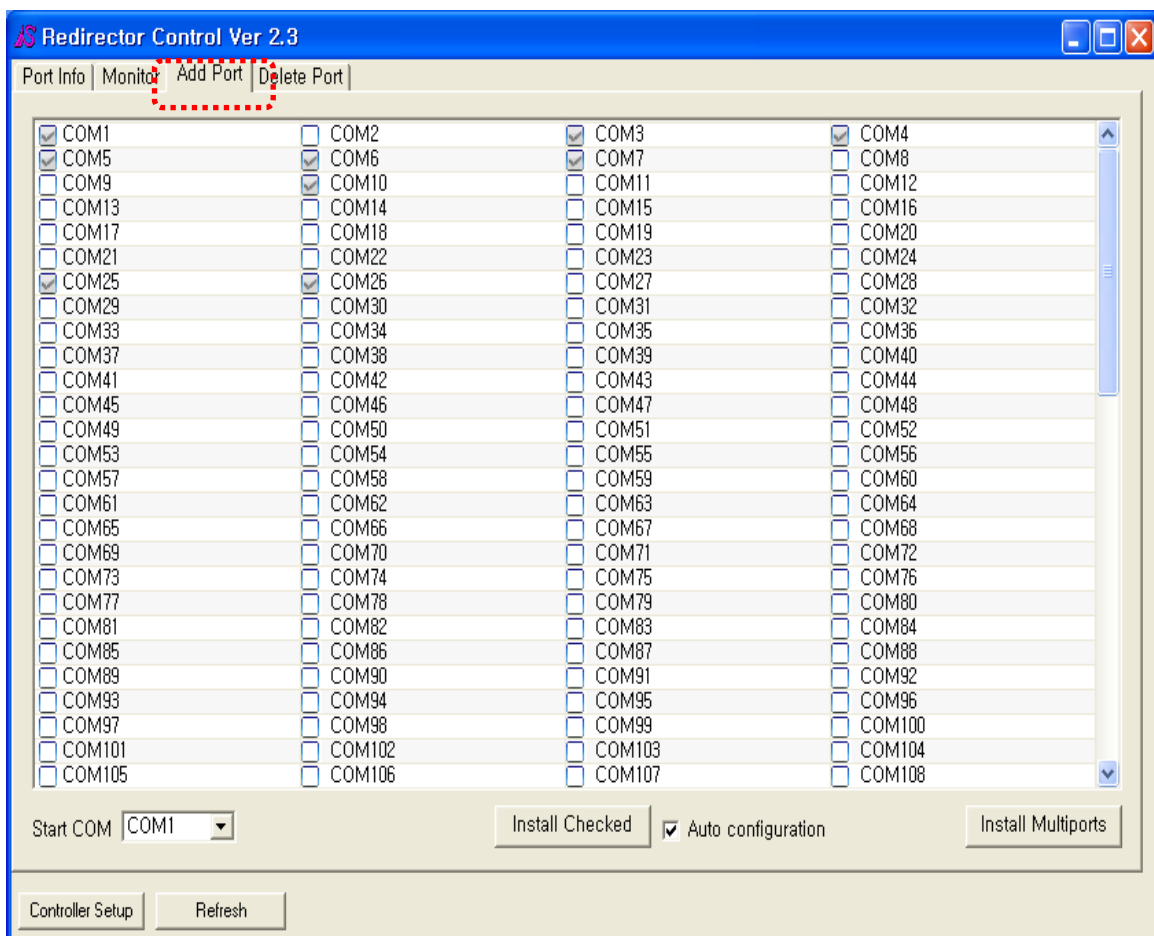 Redirector Control Ver 2.3
Port Info Monitor Add Port Delete Port
COM1 COM2 COM3 COM4
COM5 COM6 COM7 COM8
COM9 COM10 COM11 COM12
COM13 COM14 COM15 COM16
COM17 COM18 COM19 COM20
COM21 COM22 COM23 COM24
COM25 COM26 COM27 COM28
COM29 COM30 COM31 COM32
COM33 COM34 COM35 COM36
COM37 COM38 COM39 COM40
COM41 COM42 COM43 COM44
COM45 COM46 COM47 COM48
COM49 COM50 COM51 COM52
COM53 COM54 COM55 COM56
COM57 COM58 COM59 COM60
COM61 COM62 COM63 COM64
COM65 COM66 COM67 COM68
COM69 COM70 COM71 COM72
COM73 COM74 COM75 COM76
COM77 COM78 COM79 COM80
COM81 COM82 COM83 COM84
COM85 COM86 COM87 COM88
COM89 COM90 COM91 COM92
COM93 COM94 COM95 COM96
COM97 COM98 COM99 COM100
COM101 COM102 COM103 COM104
COM105 COM106 COM107 COM108
Start COM COM1 Install Checked Auto configuration Install Multiports
Controller Setup Refresh